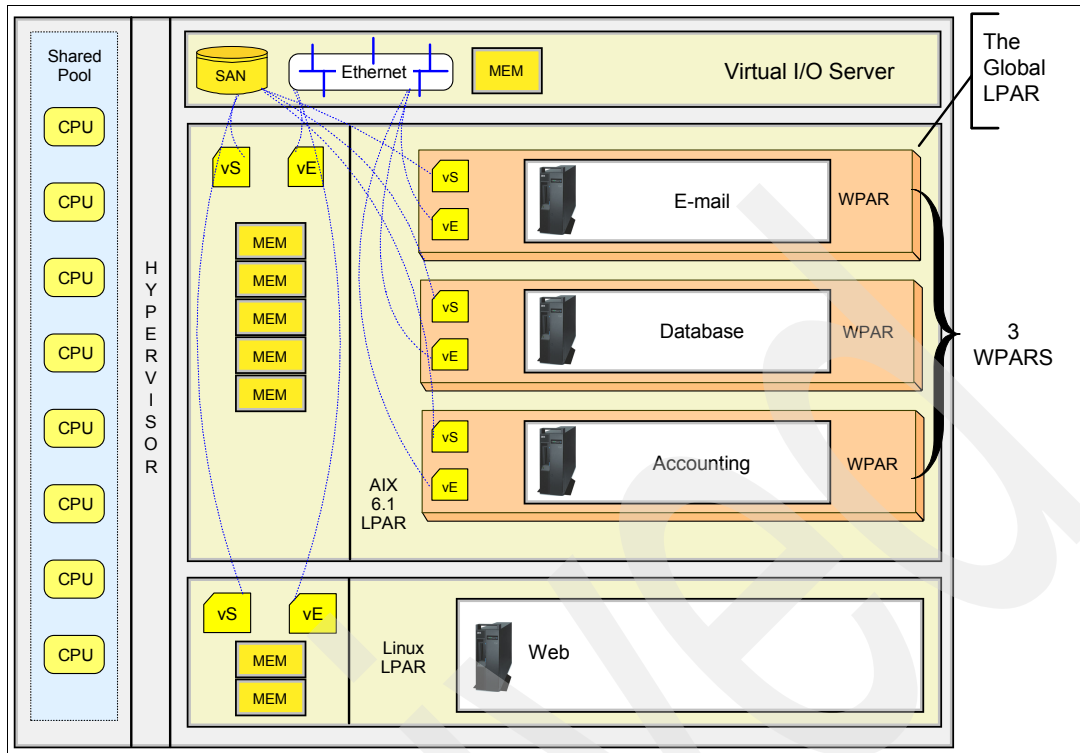 Shared
Pool
CPU
CPU
CPU
CPU
CPU
CPU
CPU
CPU
H
Y
P
E
R
V
I
S
O
R
SAN
Ethernet
MEM
Virtual I/O Server
The
Global
LPAR
vS
vE
MEM
MEM
MEM
MEM
MEM
AIX
6.1
LPAR
vS
vE
E-mail
WPAR
vS
vE
Database
WPAR
vS
vE
Accounting
WPAR
3
WPARS
vS
vE
MEM
MEM
Linux
LPAR
Web